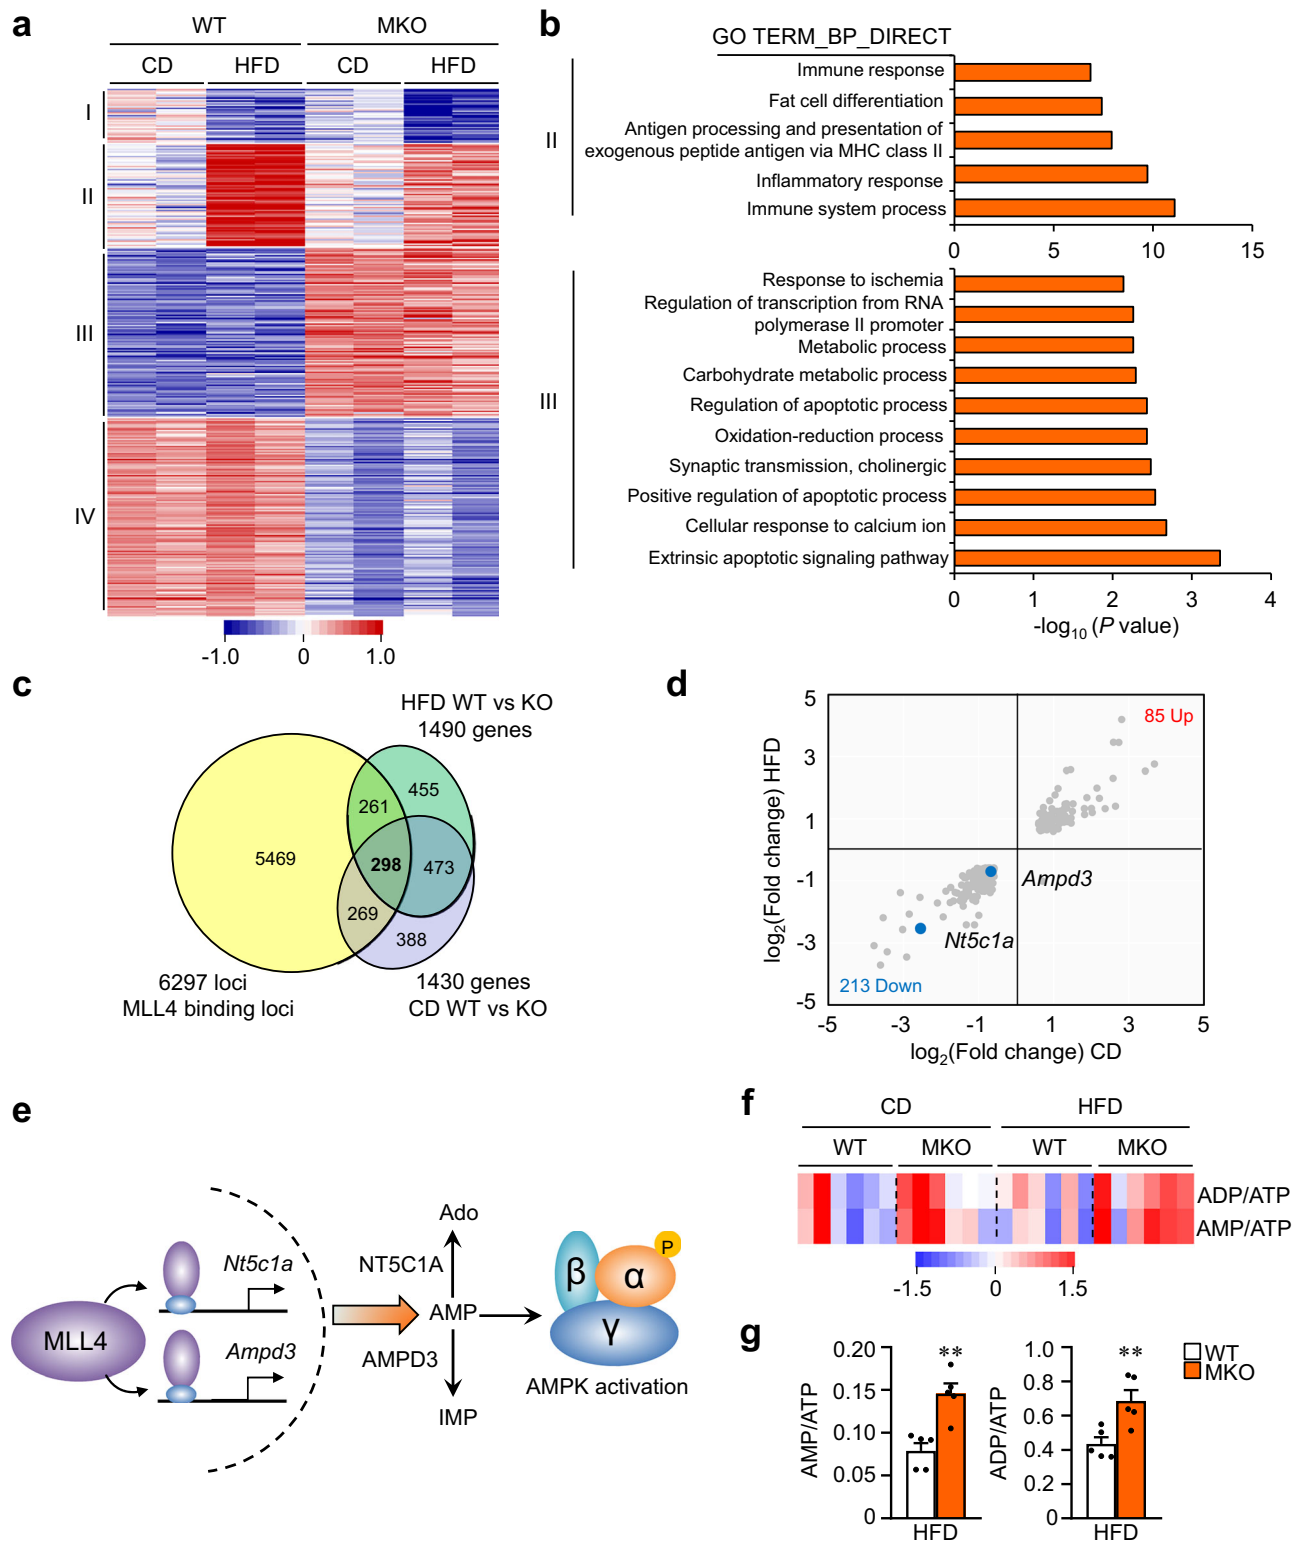 a
WT
MKO
CD
HFD
CD
HFD
I
II
III
IV
-1.0
0
1.0
b
GO TERM_BP_DIRECT
II
Immune response
Fat cell differentiation
Antigen processing and presentation of
exogenous peptide antigen via MHC class II
Inflammatory response
Immune system process
0
5
10
15
III
Response to ischemia
Regulation of transcription from RNA
polymerase II promoter
Metabolic process
Carbohydrate metabolic process
Regulation of apoptotic process
Oxidation-reduction process
Synaptic transmission, cholinergic
Positive regulation of apoptotic process
Cellular response to calcium ion
Extrinsic apoptotic signaling pathway
0
1
2
3
4
-log10 (P value)
c
HFD WT vs KO
1490 genes
455
261
5469
298
473
269
388
6297 loci
MLL4 binding loci
1430 genes
CD WT vs KO
d
log2(Fold change) HFD
5
3
1
-1
-3
-5
85 Up
Ampd3
Nt5c1a
213 Down
-5
-3
-1
1
3
5
log2(Fold change) CD
e
MLL4
Nt5c1a
Ampd3
Ado
NT5C1A
AMP
AMPD3
IMP
β
α
P
γ
AMPK activation
f
CD
HFD
WT
MKO
WT
MKO
ADP/ATP
AMP/ATP
-1.5
0
1.5
g
AMP/ATP
0.20
0.15
0.10
0.05
0
**
HFD
ADP/ATP
1.0
0.8
0.6
0.4
0.2
0
**
HFD
WT
MKO